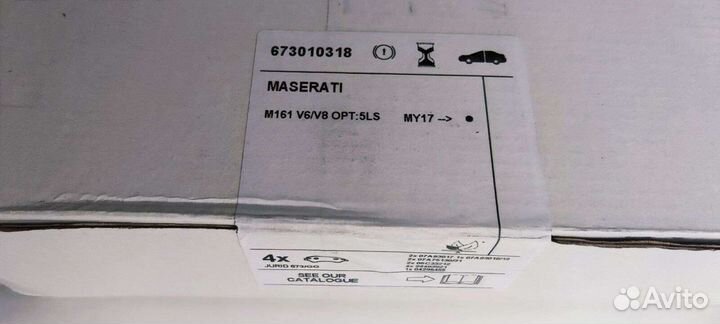 673010318
MASERATI
M161 V6/V8 OPT:5LS MY17 -->
4x
JURID 673/GG
SEE OUR
CATALOGUE
Avito